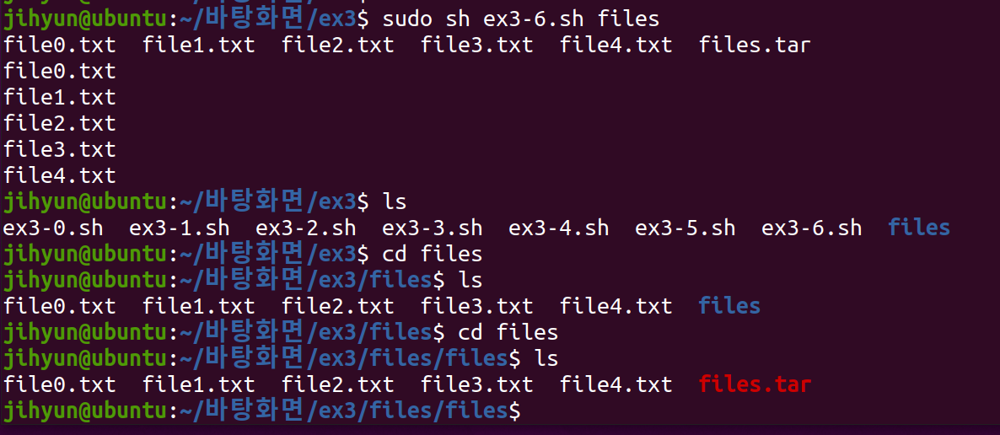 jihyun@ubuntu:~/바탕화면/ex3$ sudo sh ex3-6.sh files
file0.txt  file1.txt  file2.txt  file3.txt  file4.txt  files.tar
file0.txt
file1.txt
file2.txt
file3.txt
file4.txt
jihyun@ubuntu:~/바탕화면/ex3$ ls
ex3-0.sh  ex3-1.sh  ex3-2.sh  ex3-3.sh  ex3-4.sh  ex3-5.sh  ex3-6.sh  files
jihyun@ubuntu:~/바탕화면/ex3$ cd files
jihyun@ubuntu:~/바탕화면/ex3/files$ ls
file0.txt  file1.txt  file2.txt  file3.txt  file4.txt  files
jihyun@ubuntu:~/바탕화면/ex3/files$ cd files
jihyun@ubuntu:~/바탕화면/ex3/files/files$ ls
file0.txt  file1.txt  file2.txt  file3.txt  file4.txt  files.tar
jihyun@ubuntu:~/바탕화면/ex3/files/files$